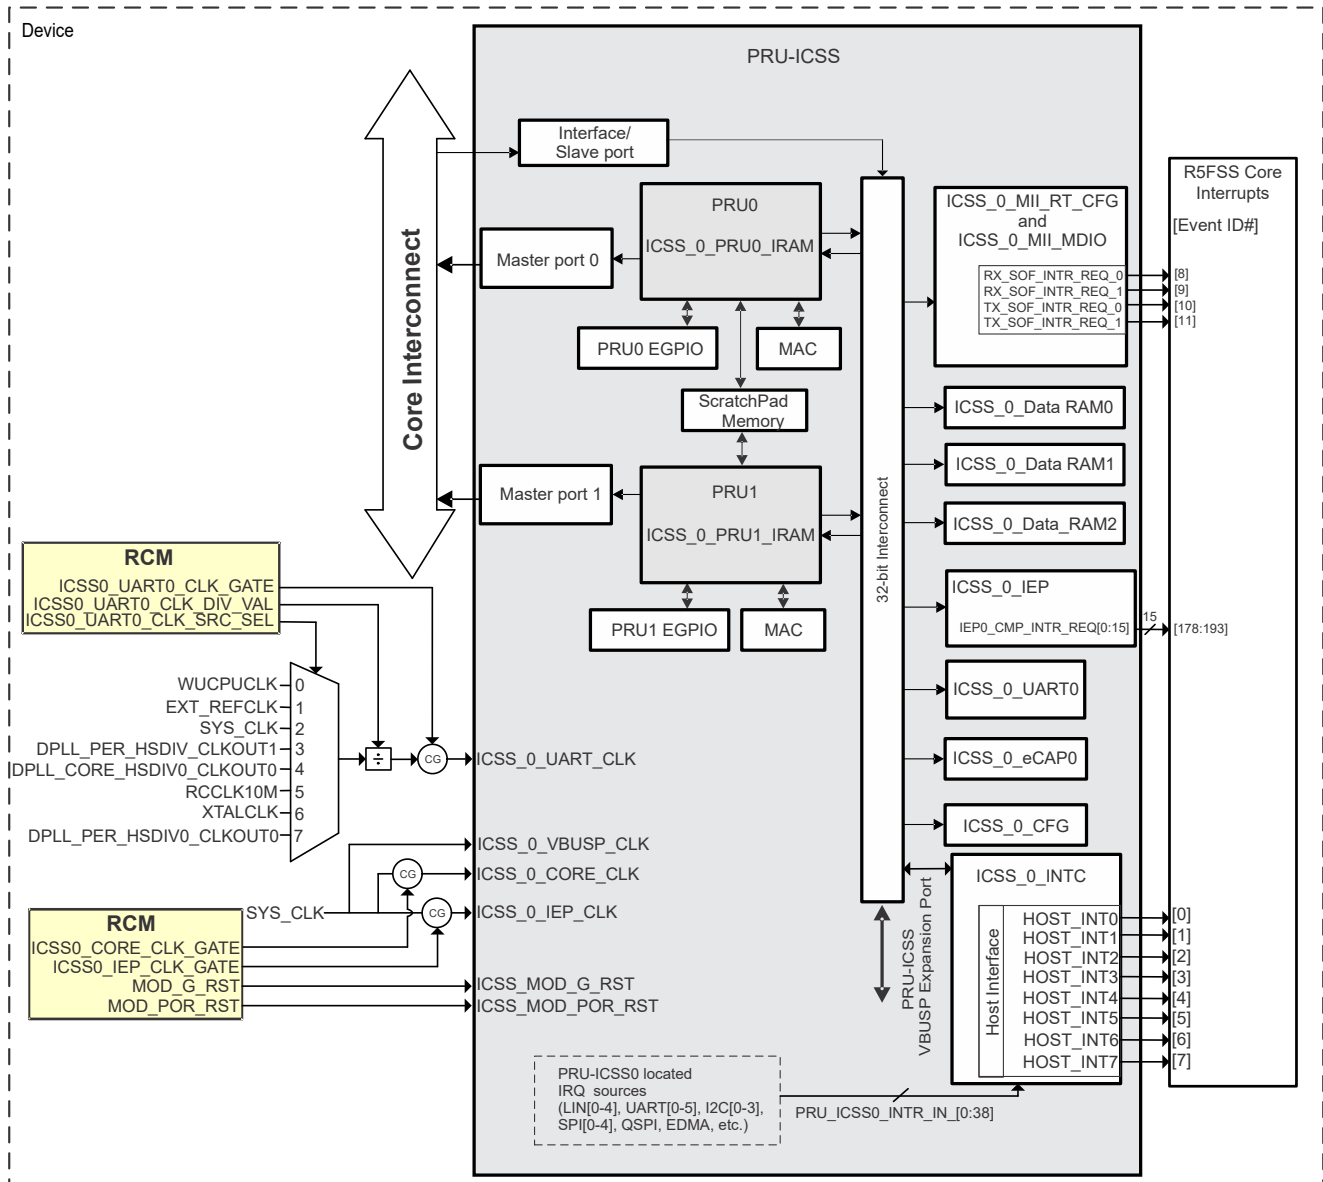 Device
PRU-ICSS
Interface/
Slave port
Core Interconnect
Master port 0
PRU0
ICSS_0_PRU0_IRAM
PRU0 EGPIO
MAC
ScratchPad
Memory
Master port 1
PRU1
ICSS_0_PRU1_IRAM
PRU1 EGPIO
MAC
32-bit Interconnect
ICSS_0_MII_RT_CFG
and
ICSS_0_MII_MDIO
RX_SOF_INTR_REQ_0
RX_SOF_INTR_REQ_1
TX_SOF_INTR_REQ_0
TX_SOF_INTR_REQ_1
R5FSS Core
Interrupts
[Event ID#]
[8]
[9]
[10]
[11]
ICSS_0_Data RAM0
ICSS_0_Data RAM1
ICSS_0_Data_RAM2
ICSS_0_IEP
IEP0_CMP_INTR_REQ[0:15]
15
[178:193]
ICSS_0_UART0
ICSS_0_eCAP0
ICSS_0_CFG
RCM
ICSS0_UART0_CLK_GATE
ICSS0_UART0_CLK_DIV_VAL
ICSS0_UART0_CLK_SRC_SEL
WUCPUCLK 0
EXT_REFCLK 1
SYS_CLK 2
DPLL_PER_HSDIV_CLKOUT1 3
DPLL_CORE_HSDIV0_CLKOUT0 4
RCCLK10M 5
XTALCLK 6
DPLL_PER_HSDIV0_CLKOUT0 7
÷
CG
ICSS_0_UART_CLK
ICSS_0_VBUSP_CLK
CG
ICSS_0_CORE_CLK
SYS_CLK
CG
ICSS_0_IEP_CLK
RCM
ICSS0_CORE_CLK_GATE
ICSS0_IEP_CLK_GATE
MOD_G_RST
MOD_POR_RST
ICSS_MOD_G_RST
ICSS_MOD_POR_RST
PRU-ICSS
VBUSP Expansion Port
ICSS_0_INTC
Host Interface
HOST_INT0
HOST_INT1
HOST_INT2
HOST_INT3
HOST_INT4
HOST_INT5
HOST_INT6
HOST_INT7
[0]
[1]
[2]
[3]
[4]
[5]
[6]
[7]
PRU-ICSS0 located
IRQ sources
(LIN[0-4], UART[0-5], I2C[0-3],
SPI[0-4], QSPI, EDMA, etc.)
PRU_ICSS0_INTR_IN_[0:38]